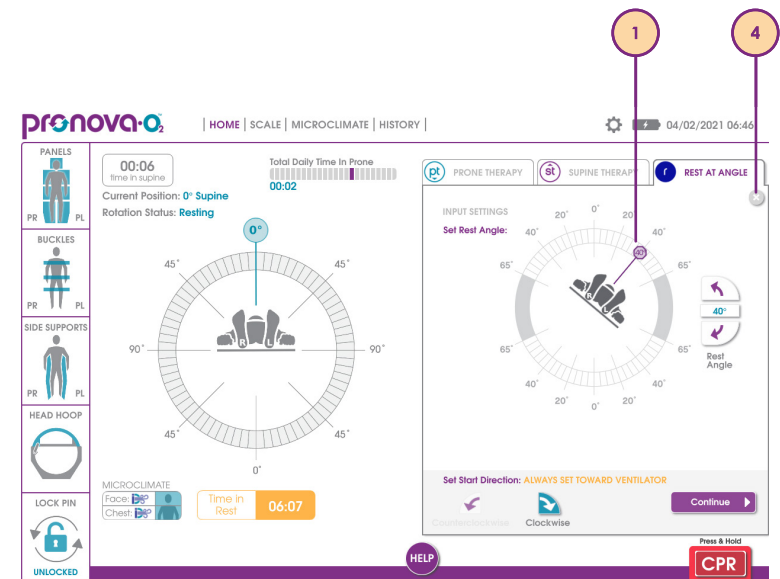 1
4
pronova·O2
| HOME | SCALE | MICROCLIMATE | HISTORY |
04/02/2021 06:46
PANELS
PR PL
BUCKLES
PR PL
SIDE SUPPORTS
PR PL
HEAD HOOP
LOCK PIN
UNLOCKED
00:06
time in supine
Total Daily Time In Prone
00:02
Current Position: 0° Supine
Rotation Status: Resting
0°
45° 45°
R L
90° 90°
45° 45°
0°
MICROCLIMATE
Face:
Chest:
Time in
Rest
06:07
pt PRONE THERAPY
st SUPINE THERAPY
r REST AT ANGLE
INPUT SETTINGS
Set Rest Angle:
0°
20° 20°
40° 40°
40°
65° 65°
R L
65° 65°
40° 40°
20° 20°
0°
40°
Rest
Angle
Set Start Direction: ALWAYS SET TOWARD VENTILATOR
Counterclockwise
Clockwise
Continue
HELP
Press & Hold
CPR